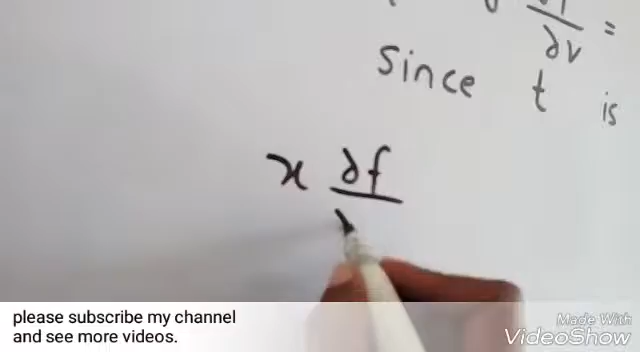 ∂v =
since t is
x ∂f
please subscribe my channel
and see more videos.
Made With
VideoShow